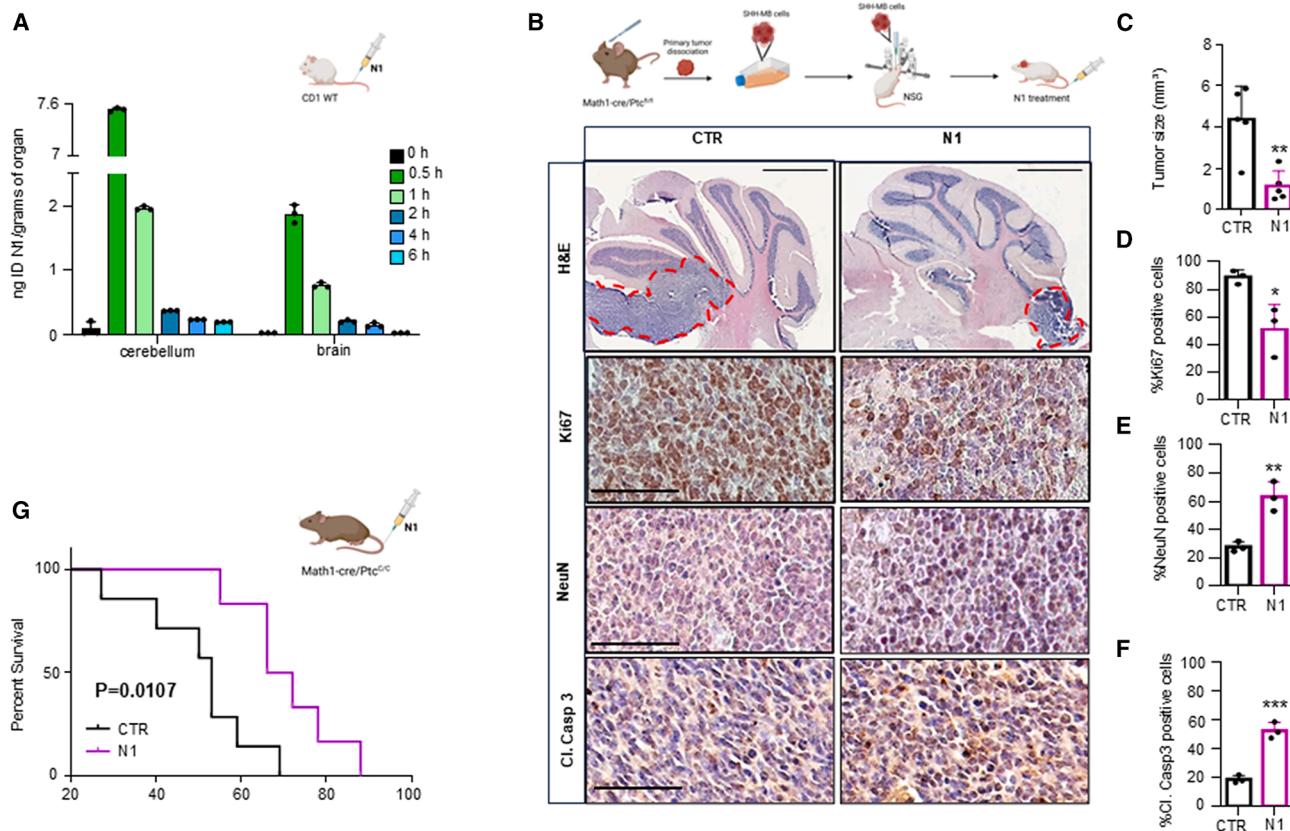 A
N1
CD1 WT
ng ID N1/grams of organ
7.6
7
2
1
0
cerebellum
brain
0 h
0.5 h
1 h
2 h
4 h
6 h
B
SHH-MB cells
SHH-MB cells
Primary tumor
dissociation
Math1-cre/Ptcfl/fl
NSG
N1 treatment
CTR
N1
H&E
Ki67
NeuN
Cl. Casp 3
C
Tumor size (mm³)
8
6
4
2
0
**
CTR
N1
D
%Ki67 positive cells
100
80
60
40
20
0
*
CTR
N1
E
%NeuN positive cells
100
80
60
40
20
0
**
CTR
N1
F
%Cl. Casp3 positive cells
100
80
60
40
20
0
***
CTR
N1
G
N1
Math1-cre/PtcC/C
Percent Survival
100
50
0
P=0.0107
CTR
N1
20
40
60
80
100